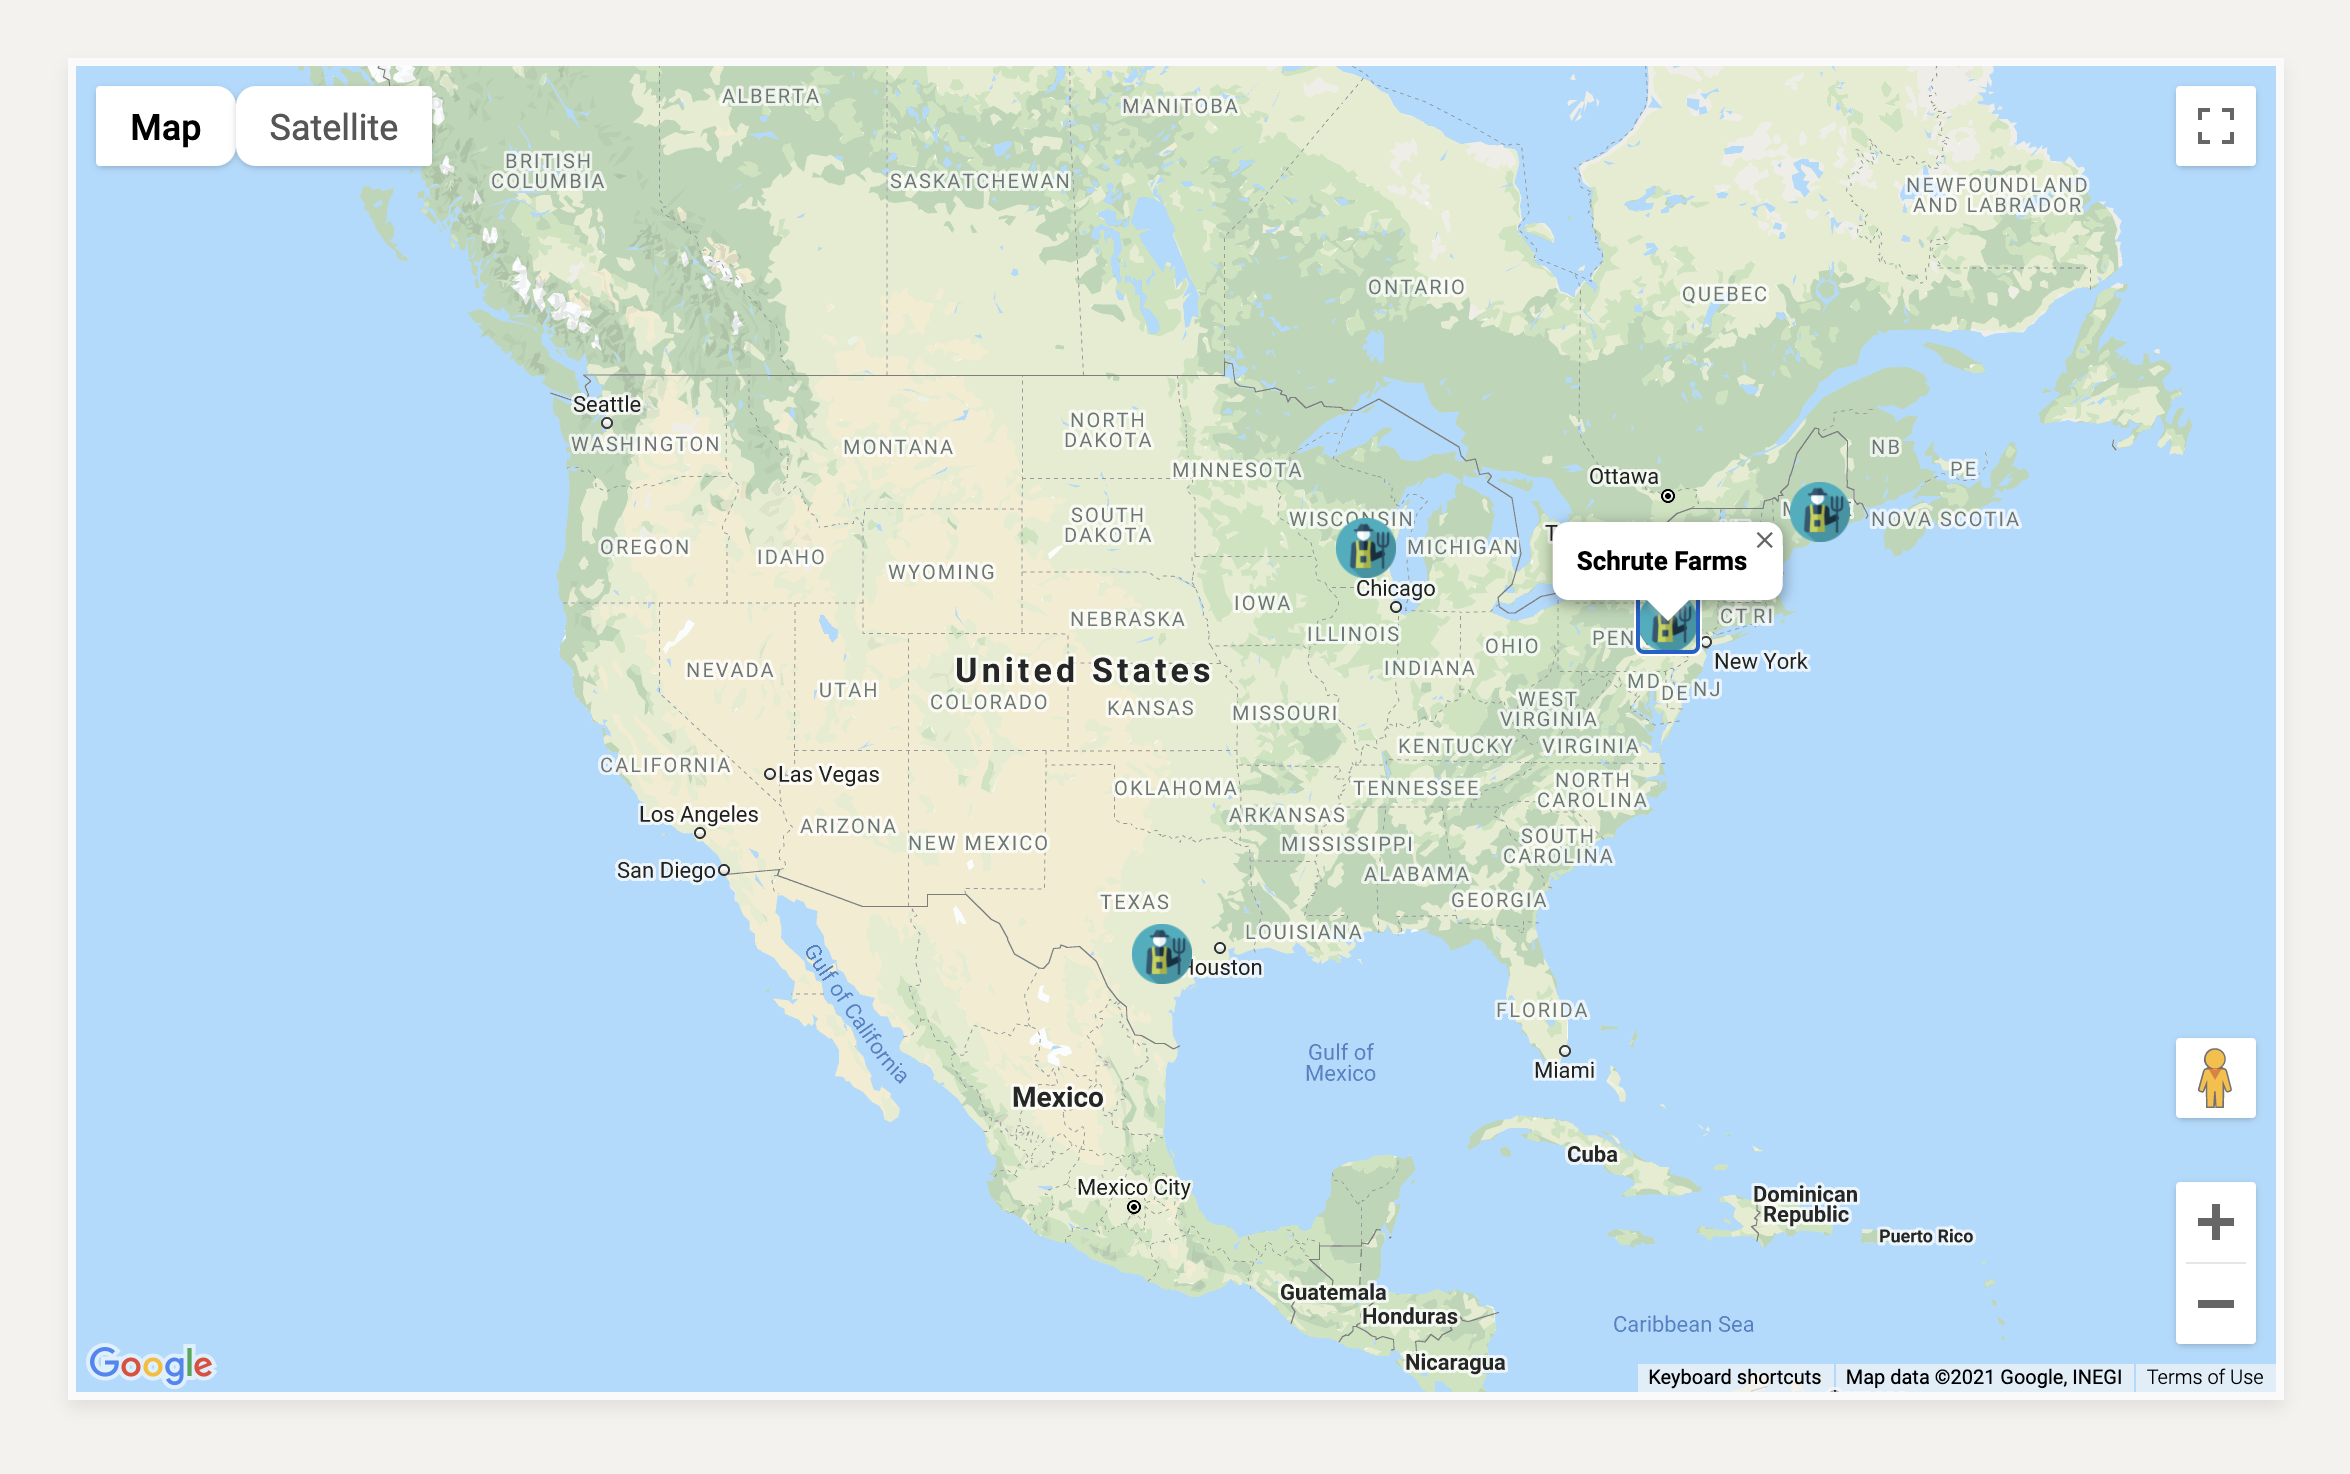 Map
Satellite
ALBERTA
MANITOBA
BRITISH
COLUMBIA
SASKATCHEWAN
NEWFOUNDLAND
AND LABRADOR
ONTARIO
QUEBEC
Seattle
WASHINGTON
MONTANA
NORTH
DAKOTA
MINNESOTA
Ottawa
NB
PE
NOVA SCOTIA
OREGON
IDAHO
WYOMING
SOUTH
DAKOTA
WISCONSIN
MICHIGAN
Schrute Farms
Chicago
IOWA
NEBRASKA
ILLINOIS
INDIANA
OHIO
PEN
CT RI
New York
NEVADA
UTAH
United States
COLORADO
KANSAS
MISSOURI
WEST
VIRGINIA
MD
DE
NJ
KENTUCKY
VIRGINIA
CALIFORNIA
Las Vegas
Los Angeles
ARIZONA
NEW MEXICO
OKLAHOMA
TENNESSEE
NORTH
CAROLINA
ARKANSAS
MISSISSIPPI
SOUTH
CAROLINA
San Diego
ALABAMA
GEORGIA
TEXAS
LOUISIANA
Houston
Gulf of California
FLORIDA
Gulf of
Mexico
Miami
Mexico
Cuba
Mexico City
Dominican
Republic
Puerto Rico
Guatemala
Honduras
Caribbean Sea
Nicaragua
Google
Keyboard shortcuts
Map data ©2021 Google, INEGI
Terms of Use